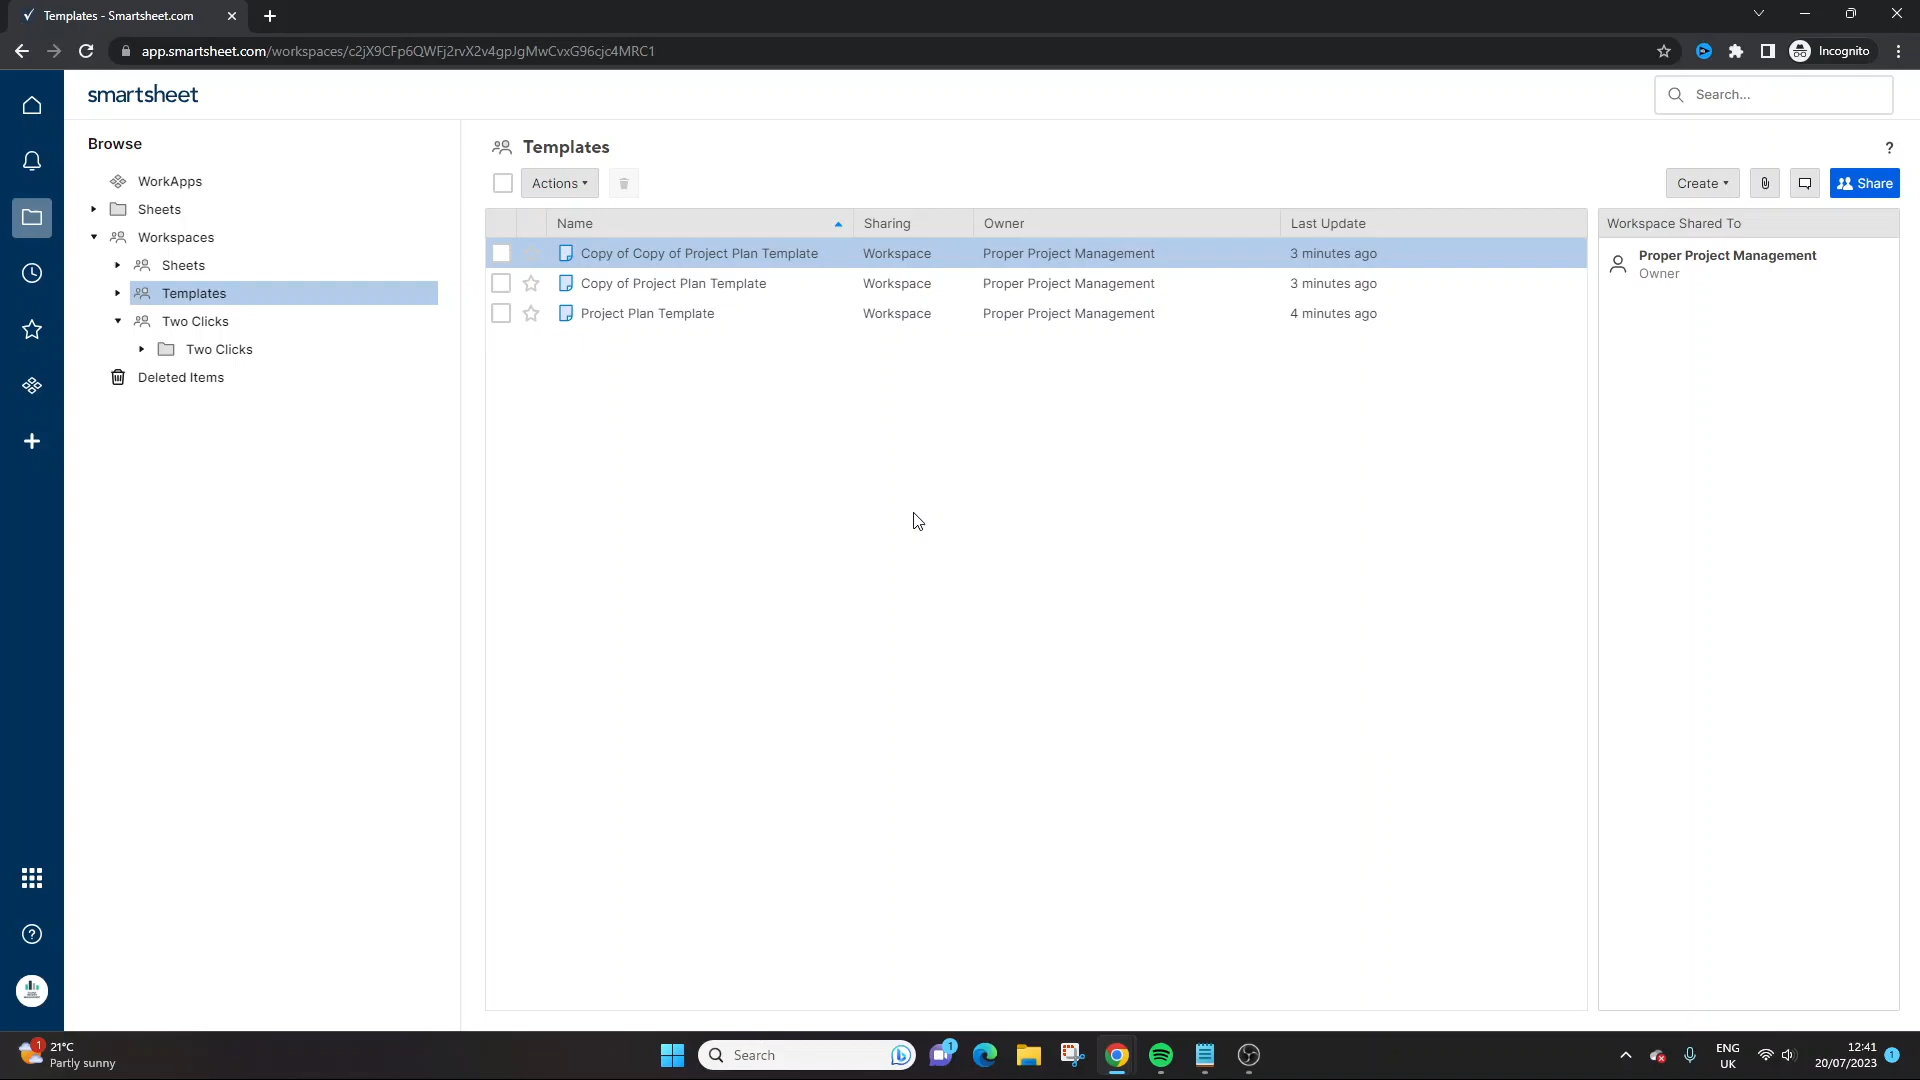 Templates - Smartsheet.com
app.smartsheet.com/workspaces/c2jX9CFp6QWFj2rvX2v4gpJgMwCvxG96cjc4MRC1
Incognito
smartsheet
Search...
Browse
WorkApps
Sheets
Workspaces
Sheets
Templates
Two Clicks
Two Clicks
Deleted Items
Templates
?
Actions
Create
Share
Name Sharing Owner Last Update
Copy of Copy of Project Plan Template Workspace Proper Project Management 3 minutes ago
Copy of Project Plan Template Workspace Proper Project Management 3 minutes ago
Project Plan Template Workspace Proper Project Management 4 minutes ago
Workspace Shared To
Proper Project Management
Owner
1
21°C
Partly sunny
Search
1
ENG
UK
12:41
20/07/2023
1